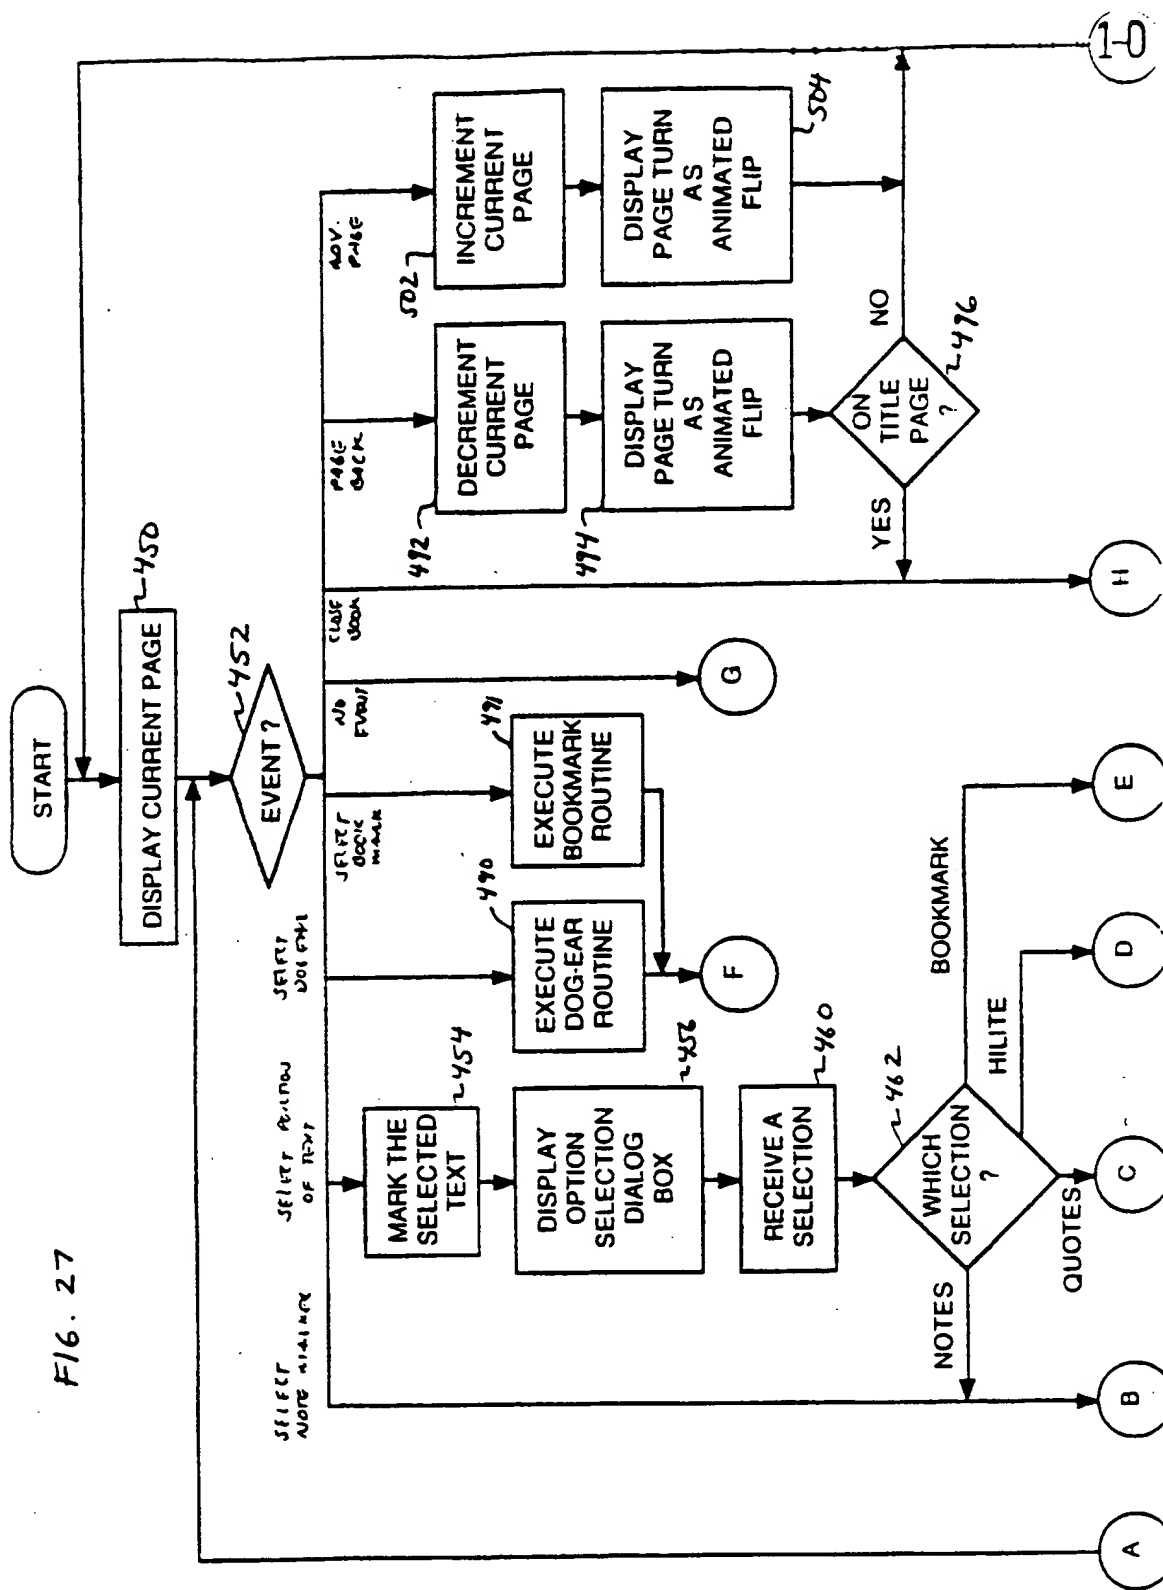 FIG. 27
START
DISPLAY CURRENT PAGE
450
EVENT ?
452
SELECT
NOTE MARKER
SELECT PORTION
OF TEXT
SELECT
DOG EAR
SELECT
BOOK
MARK
NO
EVENT
CLOSE
BOOK
PAGE
BACK
ADV.
PAGE
MARK THE
SELECTED
TEXT
454
DISPLAY
OPTION
SELECTION
DIALOG
BOX
456
RECEIVE A
SELECTION
460
WHICH
SELECTION
?
462
NOTES
QUOTES
HILITE
BOOKMARK
EXECUTE
DOG-EAR
ROUTINE
490
EXECUTE
BOOKMARK
ROUTINE
491
DECREMENT
CURRENT
PAGE
492
DISPLAY
PAGE TURN
AS
ANIMATED
FLIP
494
ON
TITLE
PAGE
?
496
YES
NO
INCREMENT
CURRENT
PAGE
502
DISPLAY
PAGE TURN
AS
ANIMATED
FLIP
504
A
B
C
D
E
F
G
H